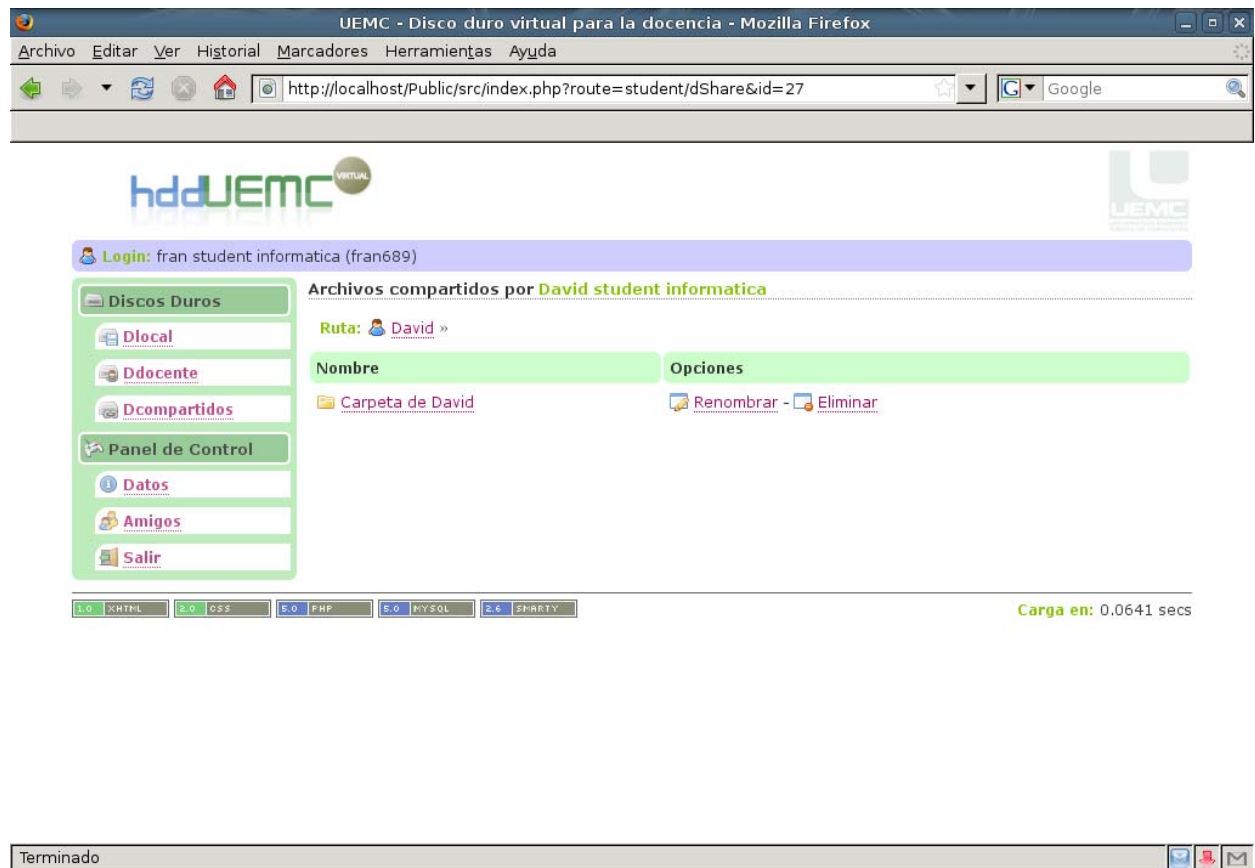 UEMC - Disco duro virtual para la docencia - Mozilla Firefox
Archivo Editar Ver Historial Marcadores Herramientas Ayuda
http://localhost/Public/src/index.php?route=student/dShare&id=27 G Google
hddUEMC VIRTUAL
UEMC
Login: fran student informatica (fran689)
Discos Duros
Dlocal
Ddocente
Dcompartidos
Panel de Control
Datos
Amigos
Salir
Archivos compartidos por David student informatica
Ruta: David »
Nombre Opciones
Carpeta de David Renombrar - Eliminar
1.0 XHTML 2.0 CSS 5.0 PHP 5.0 MYSQL 2.6 SMARTY Carga en: 0.0641 secs
Terminado